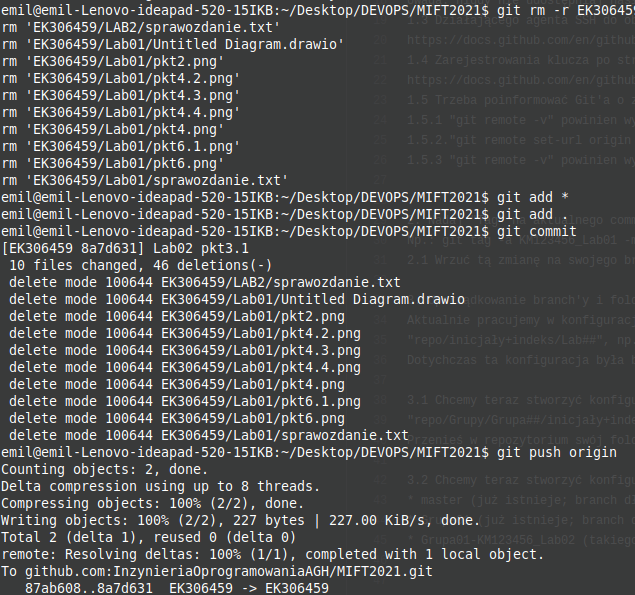 emil@emil-Lenovo-ideapad-520-15IKB:~/Desktop/DEVOPS/MIFT2021$ git rm -r EK306459
rm 'EK306459/LAB2/sprawozdanie.txt'
rm 'EK306459/Lab01/Untitled Diagram.drawio'
rm 'EK306459/Lab01/pkt2.png'
rm 'EK306459/Lab01/pkt4.2.png'
rm 'EK306459/Lab01/pkt4.3.png'
rm 'EK306459/Lab01/pkt4.4.png'
rm 'EK306459/Lab01/pkt4.png'
rm 'EK306459/Lab01/pkt6.1.png'
rm 'EK306459/Lab01/pkt6.png'
rm 'EK306459/Lab01/sprawozdanie.txt'
emil@emil-Lenovo-ideapad-520-15IKB:~/Desktop/DEVOPS/MIFT2021$ git add *
emil@emil-Lenovo-ideapad-520-15IKB:~/Desktop/DEVOPS/MIFT2021$ git add .
emil@emil-Lenovo-ideapad-520-15IKB:~/Desktop/DEVOPS/MIFT2021$ git commit
[EK306459 8a7d631] Lab02 pkt3.1
10 files changed, 46 deletions(-)
delete mode 100644 EK306459/LAB2/sprawozdanie.txt
delete mode 100644 EK306459/Lab01/Untitled Diagram.drawio
delete mode 100644 EK306459/Lab01/pkt2.png
delete mode 100644 EK306459/Lab01/pkt4.2.png
delete mode 100644 EK306459/Lab01/pkt4.3.png
delete mode 100644 EK306459/Lab01/pkt4.4.png
delete mode 100644 EK306459/Lab01/pkt4.png
delete mode 100644 EK306459/Lab01/pkt6.1.png
delete mode 100644 EK306459/Lab01/pkt6.png
delete mode 100644 EK306459/Lab01/sprawozdanie.txt
emil@emil-Lenovo-ideapad-520-15IKB:~/Desktop/DEVOPS/MIFT2021$ git push origin
Counting objects: 2, done.
Delta compression using up to 8 threads.
Compressing objects: 100% (2/2), done.
Writing objects: 100% (2/2), 227 bytes | 227.00 KiB/s, done.
Total 2 (delta 1), reused 0 (delta 0)
remote: Resolving deltas: 100% (1/1), completed with 1 local object.
To github.com:InzynieriaOprogramowaniaAGH/MIFT2021.git
87ab608..8a7d631  EK306459 -> EK306459